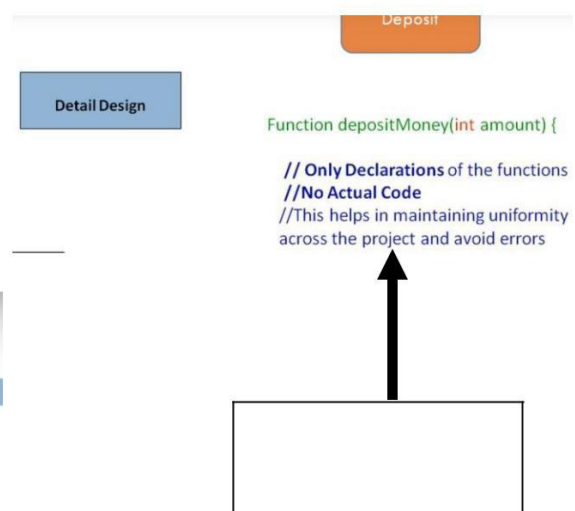 Deposit
Detail Design
Function depositMoney(int amount) {
// Only Declarations of the functions
//No Actual Code
//This helps in maintaining uniformity
across the project and avoid errors